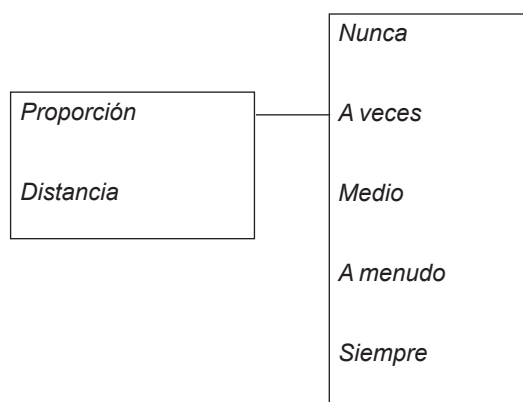 Proporción
Distancia
Nunca
A veces
Medio
A menudo
Siempre